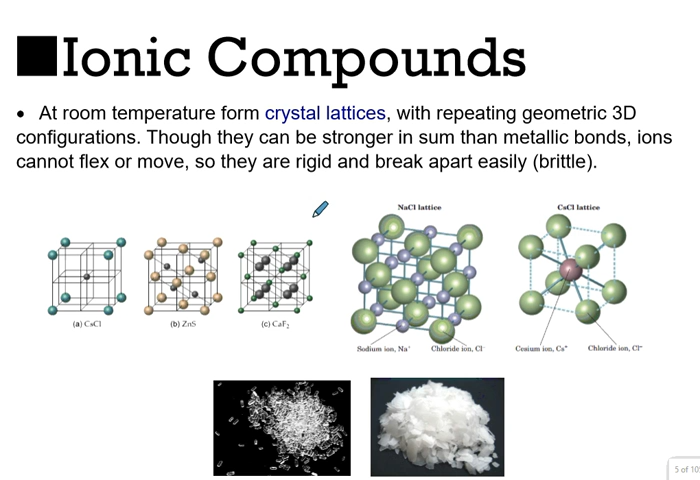 Ionic Compounds
• At room temperature form crystal lattices, with repeating geometric 3D
configurations. Though they can be stronger in sum than metallic bonds, ions
cannot flex or move, so they are rigid and break apart easily (brittle).
NaCl lattice
CsCl lattice
(a) CsCl
(b) ZnS
(c) CaF₂
Sodium ion, Na⁺
Chloride ion, Cl⁻
Cesium ion, Cs⁺
Chloride ion, Cl⁻
5 of 10